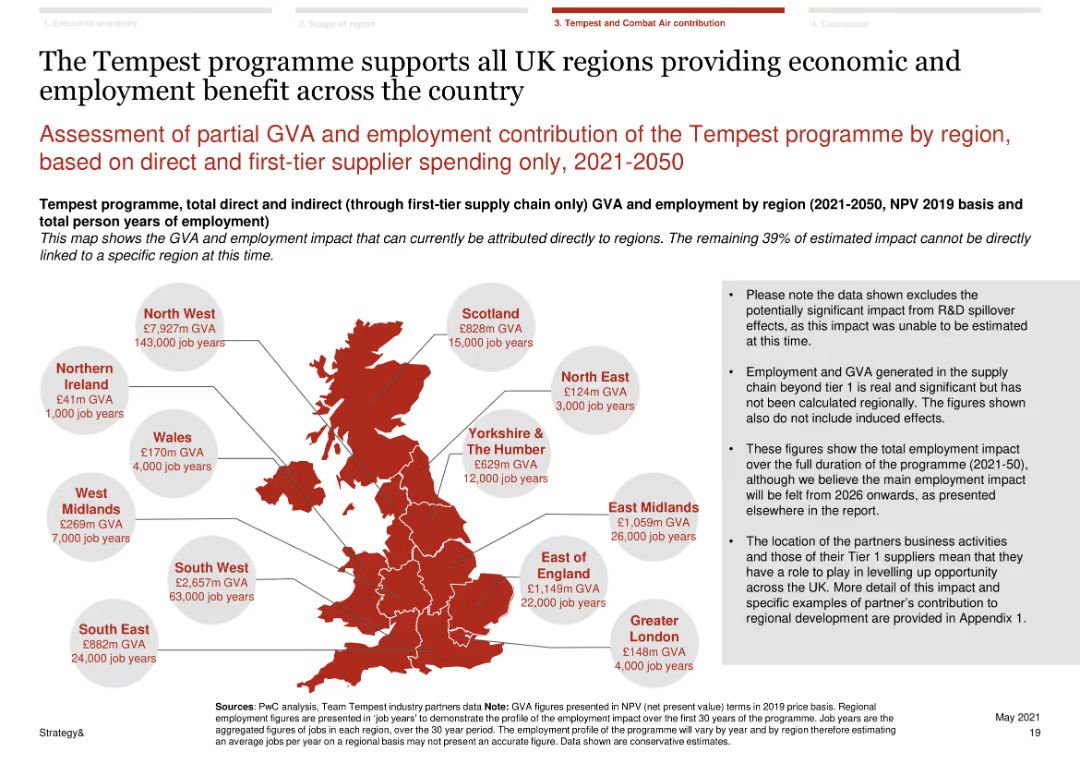 1. Executive summary
2. Scope of report
3. Tempest and Combat Air contribution
4. Conclusion
The Tempest programme supports all UK regions providing economic and
employment benefit across the country
Assessment of partial GVA and employment contribution of the Tempest programme by region,
based on direct and first-tier supplier spending only, 2021-2050
Tempest programme, total direct and indirect (through first-tier supply chain only) GVA and employment by region (2021-2050, NPV 2019 basis and
total person years of employment)
This map shows the GVA and employment impact that can currently be attributed directly to regions. The remaining 39% of estimated impact cannot be directly
linked to a specific region at this time.
North West
£7,927m GVA
143,000 job years
Northern
Ireland
£41m GVA
1,000 job years
Wales
£170m GVA
4,000 job years
West
Midlands
£269m GVA
7,000 job years
South West
£2,657m GVA
63,000 job years
South East
£882m GVA
24,000 job years
Scotland
£828m GVA
15,000 job years
North East
£124m GVA
3,000 job years
Yorkshire &
The Humber
£629m GVA
12,000 job years
East Midlands
£1,059m GVA
26,000 job years
East of
England
£1,149m GVA
22,000 job years
Greater
London
£148m GVA
4,000 job years
• Please note the data shown excludes the
potentially significant impact from R&D spillover
effects, as this impact was unable to be estimated
at this time.
• Employment and GVA generated in the supply
chain beyond tier 1 is real and significant but has
not been calculated regionally. The figures shown
also do not include induced effects.
• These figures show the total employment impact
over the full duration of the programme (2021-50),
although we believe the main employment impact
will be felt from 2026 onwards, as presented
elsewhere in the report.
• The location of the partners business activities
and those of their Tier 1 suppliers mean that they
have a role to play in levelling up opportunity
across the UK. More detail of this impact and
specific examples of partner's contribution to
regional development are provided in Appendix 1.
Sources: PwC analysis, Team Tempest industry partners data Note: GVA figures presented in NPV (net present value) terms in 2019 price basis. Regional
employment figures are presented in 'job years' to demonstrate the profile of the employment impact over the first 30 years of the programme. Job years are the
aggregated figures of jobs in each region, over the 30 year period. The employment profile of the programme will vary by year and by region therefore estimating
an average jobs per year on a regional basis may not present an accurate figure. Data shown are conservative estimates.
Strategy&
May 2021
19